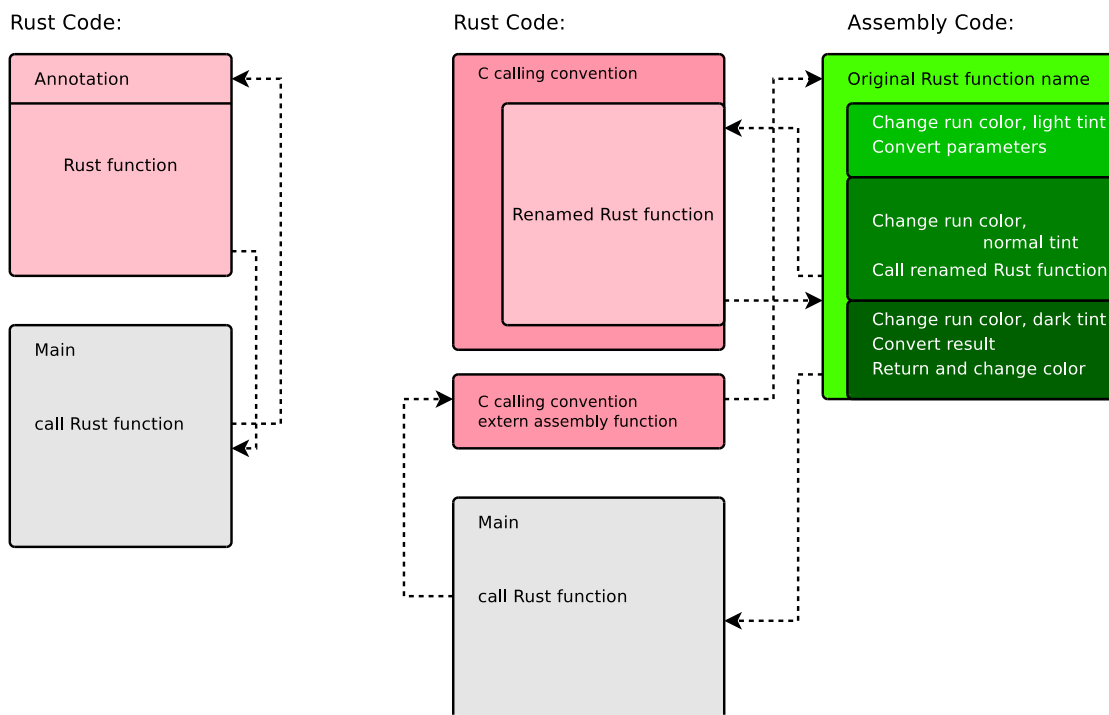 Rust Code:
Annotation
Rust function
Main
call Rust function
Rust Code:
C calling convention
Renamed Rust function
C calling convention
extern assembly function
Main
call Rust function
Assembly Code:
Original Rust function name
Change run color, light tint
Convert parameters
Change run color,
normal tint
Call renamed Rust function
Change run color, dark tint
Convert result
Return and change color